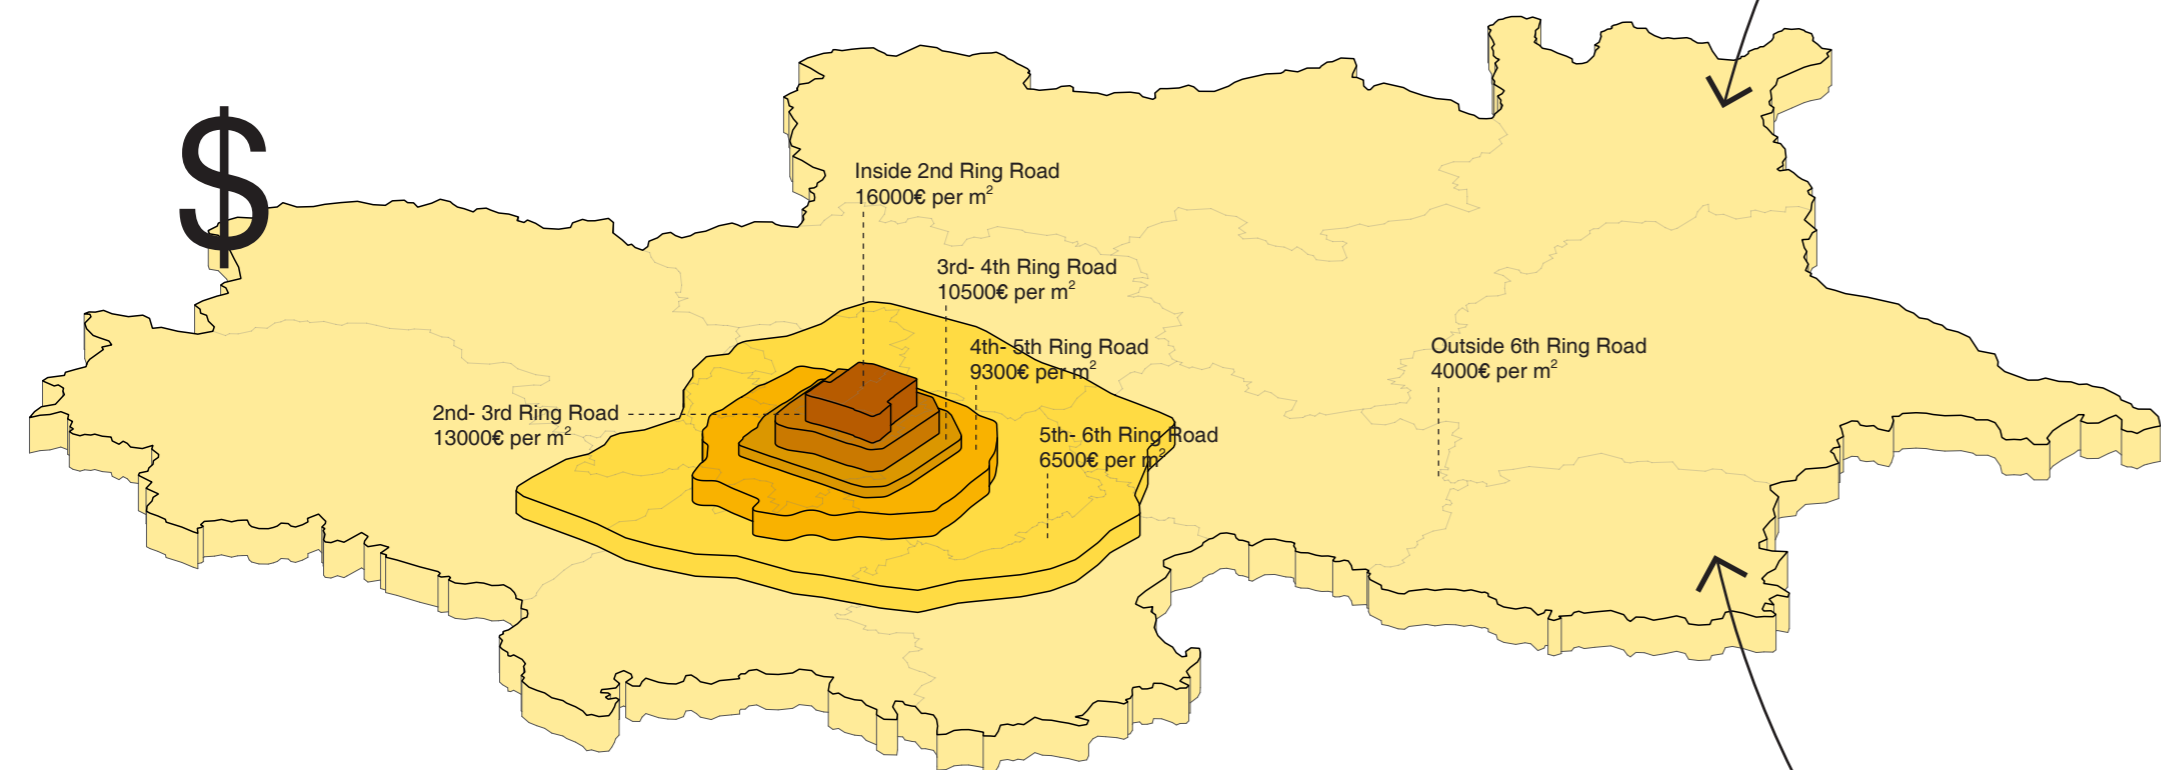 $
Inside 2nd Ring Road
16000€ per m²
3rd- 4th Ring Road
10500€ per m²
4th- 5th Ring Road
9300€ per m²
Outside 6th Ring Road
4000€ per m²
2nd- 3rd Ring Road
13000€ per m²
5th- 6th Ring Road
6500€ per m²